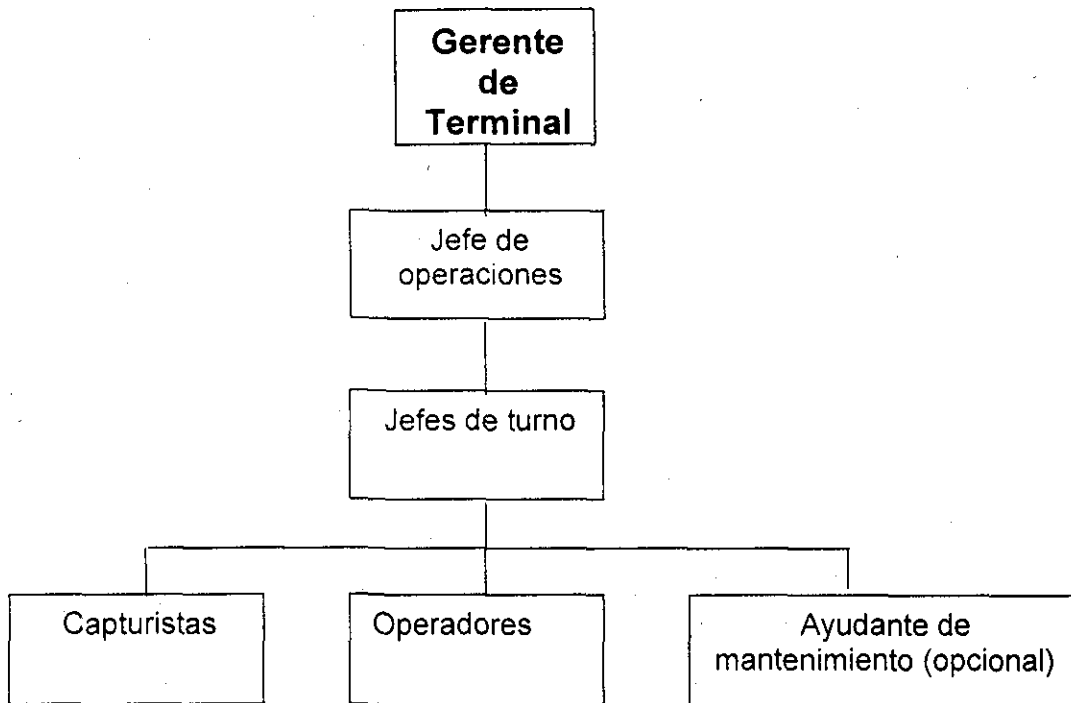 Gerente
de
Terminal
Jefe de
operaciones
Jefes de turno
Capturistas
Operadores
Ayudante de
mantenimiento (opcional)